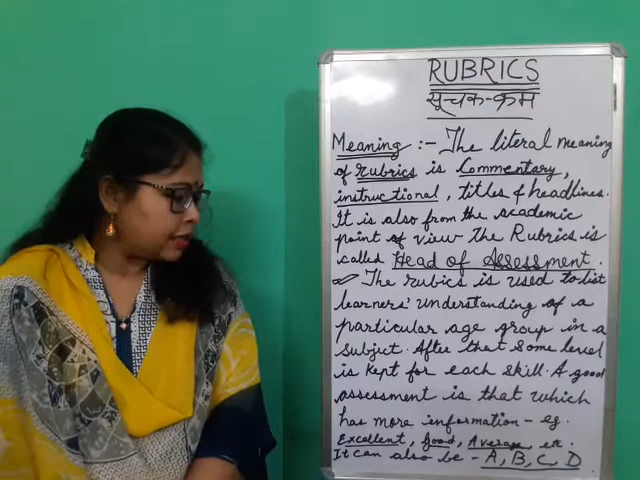 RUBRICS
सूचक-क्रम
Meaning :- The literal meaning
of rubrics is Commentary,
instructional, titles & headlines.
It is also from the academic
point of view the Rubrics is
called Head of Assessment.
The rubrics is used to list
learners' understanding of a
particular age group in a
subject. After that some level
is kept for each skill. A good
assessment is that which
has more information - eg.
Excellent, Good, Average etc.
It can also be - A, B, C, D